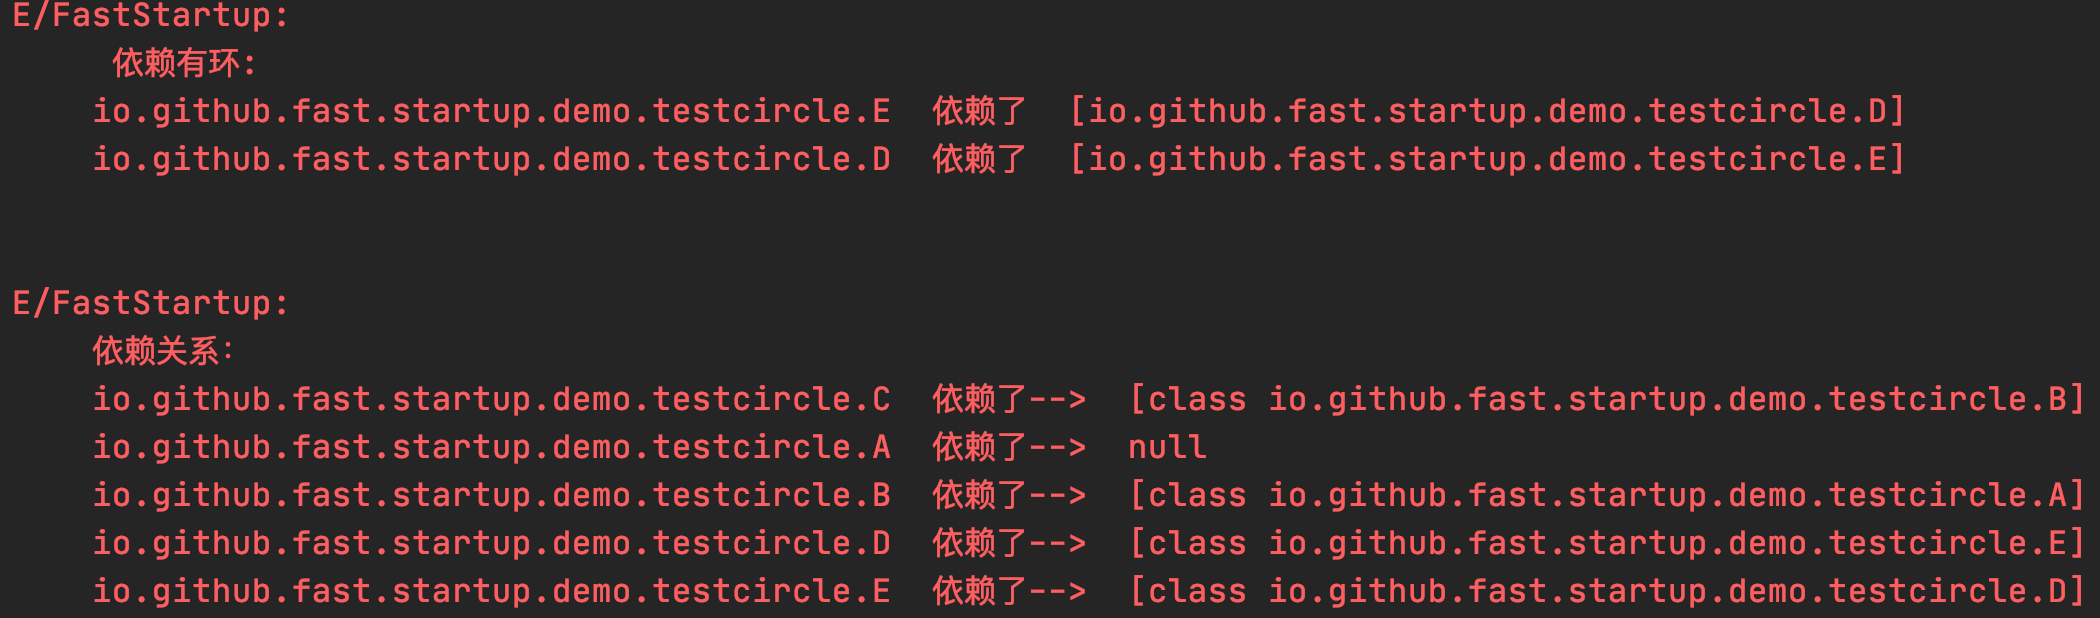 E/FastStartup:
依赖有环:
io.github.fast.startup.demo.testcircle.E  依赖了  [io.github.fast.startup.demo.testcircle.D]
io.github.fast.startup.demo.testcircle.D  依赖了  [io.github.fast.startup.demo.testcircle.E]
E/FastStartup:
依赖关系:
io.github.fast.startup.demo.testcircle.C  依赖了-->  [class io.github.fast.startup.demo.testcircle.B]
io.github.fast.startup.demo.testcircle.A  依赖了-->  null
io.github.fast.startup.demo.testcircle.B  依赖了-->  [class io.github.fast.startup.demo.testcircle.A]
io.github.fast.startup.demo.testcircle.D  依赖了-->  [class io.github.fast.startup.demo.testcircle.E]
io.github.fast.startup.demo.testcircle.E  依赖了-->  [class io.github.fast.startup.demo.testcircle.D]